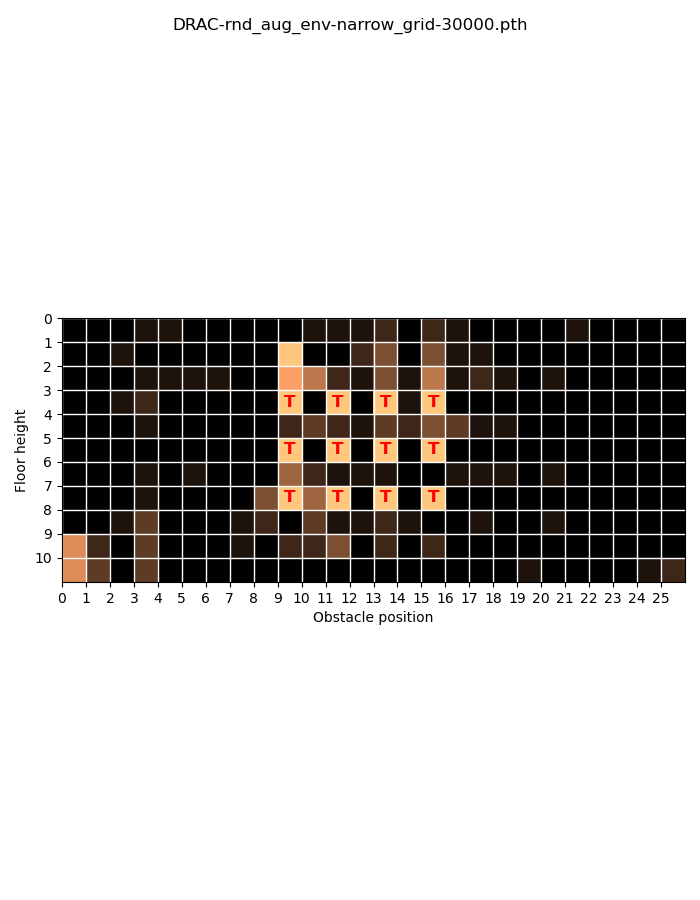 DRAC-rnd_aug_env-narrow_grid-30000.pth
0
1
2
3
T T T T
4
5
T T T T
6
7
T T T T
8
9
10
Floor height
0 1 2 3 4 5 6 7 8 9 10 11 12 13 14 15 16 17 18 19 20 21 22 23 24 25
Obstacle position